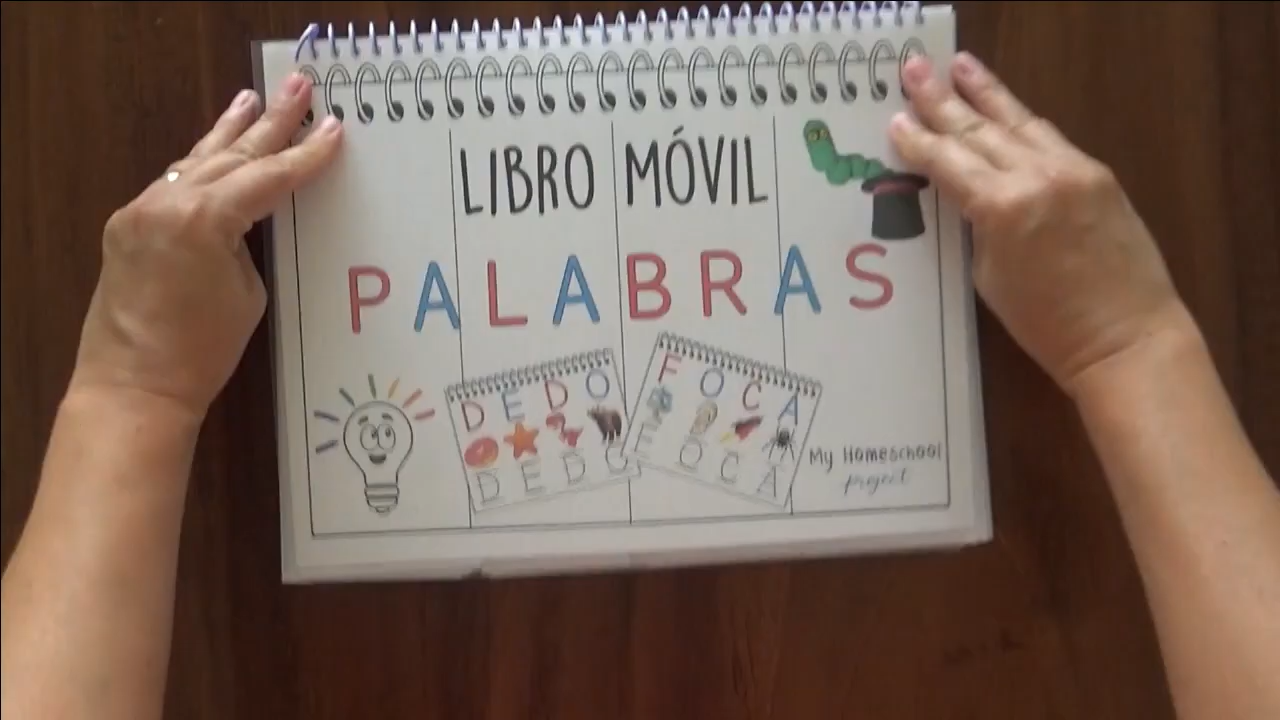 LIBRO MÓVIL
PALABRAS
DEDO
DEDO
FOCA
FOCA
My Homeschool
project